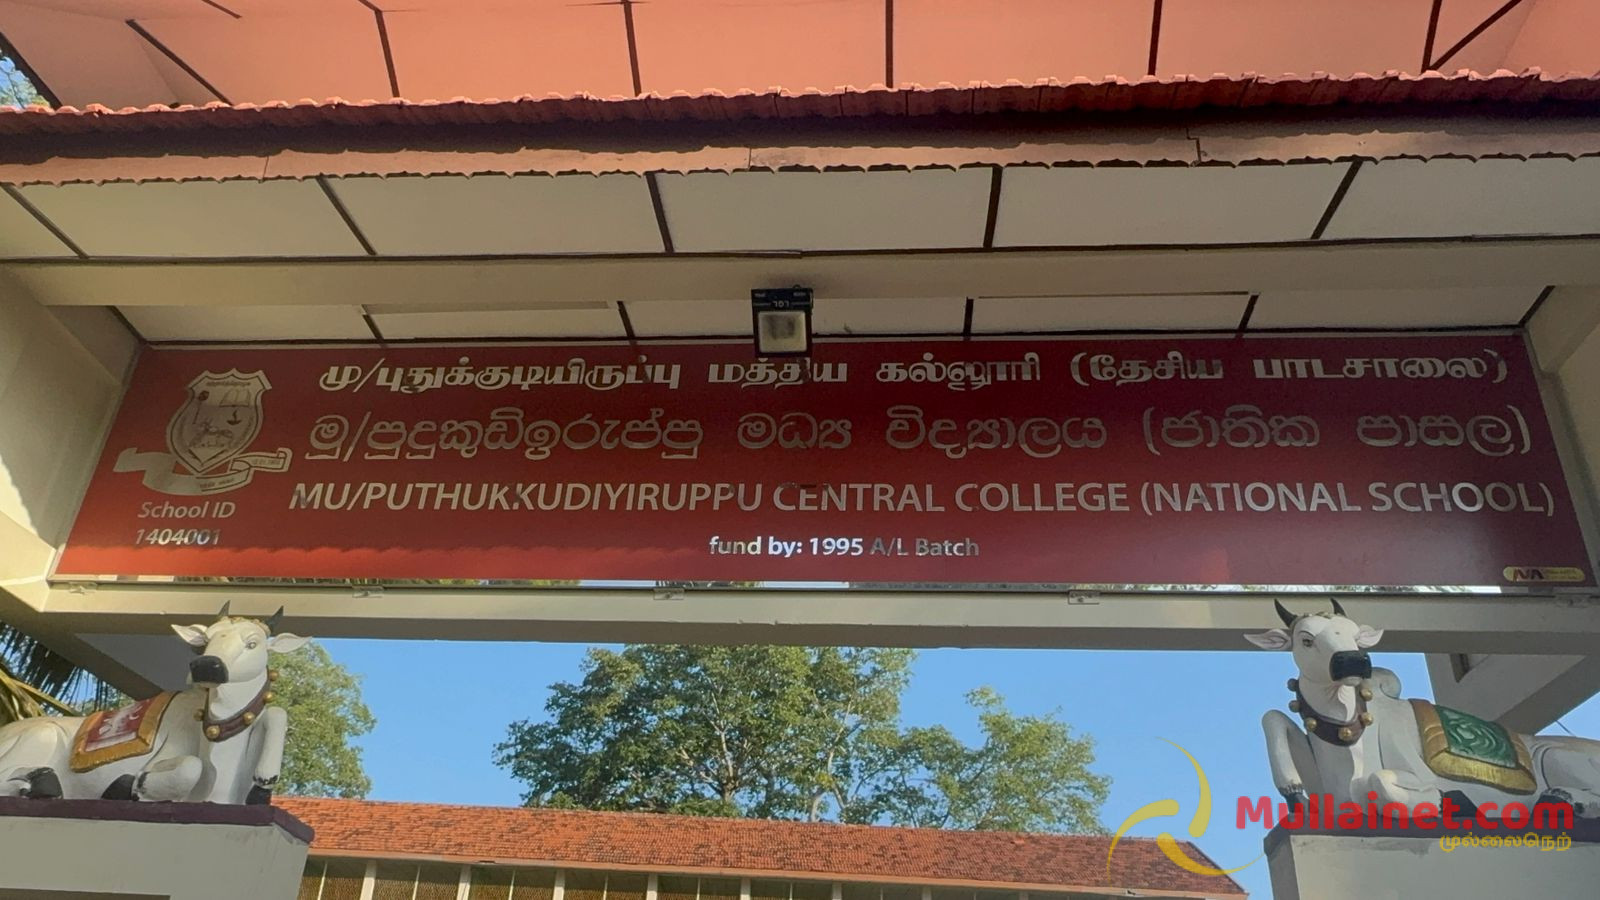 மு/புதுக்குடியிருப்பு மத்திய கல்லூரி (தேசிய பாடசாலை)
මු/පුදුකුඩිඉරුප්පු මධ්‍ය විද්‍යාලය (ජාතික පාසල)
MU/PUTHUKKUDIYIRUPPU CENTRAL COLLEGE (NATIONAL SCHOOL)
School ID
1404001
fund by: 1995 A/L Batch
Mullainet.com
முல்லைநெற்